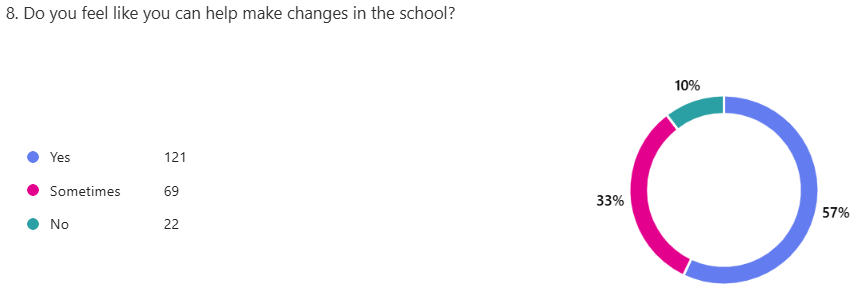 8. Do you feel like you can help make changes in the school?
Yes 121
Sometimes 69
No 22
10%
33%
57%